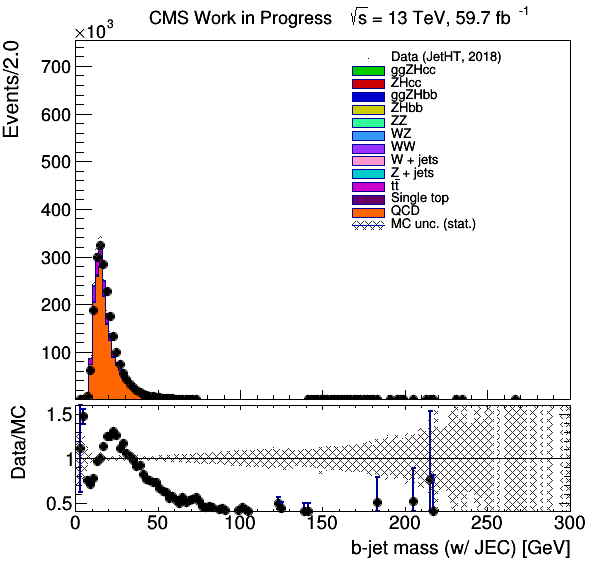 CMS Work in Progress √s = 13 TeV, 59.7 fb⁻¹
×10³
Events/2.0
700
600
500
400
300
200
100
Data (JetHT, 2018)
ggZHcc
ZHcc
ggZHbb
ZHbb
ZZ
WZ
WW
W + jets
Z + jets
tt̄
Single top
QCD
MC unc. (stat.)
Data/MC
1.5
1
0.5
0 50 100 150 200 250 300
b-jet mass (w/ JEC) [GeV]